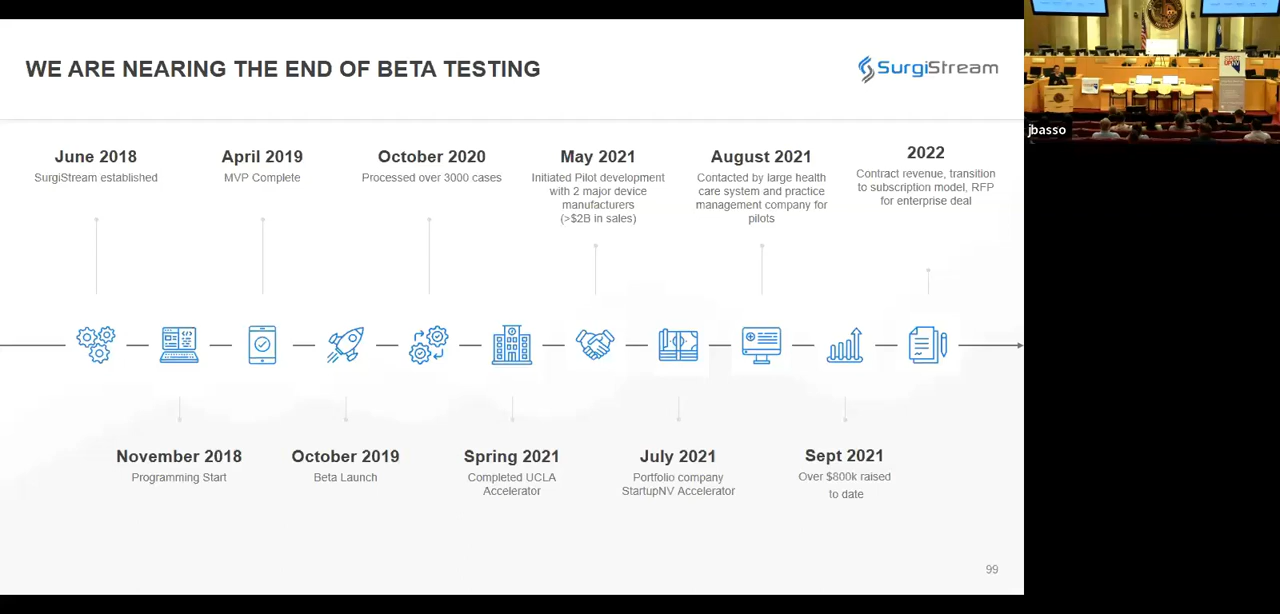 WE ARE NEARING THE END OF BETA TESTING
SurgiStream
June 2018
SurgiStream established
April 2019
MVP Complete
October 2020
Processed over 3000 cases
May 2021
Initiated Pilot development
with 2 major device
manufacturers
(>$2B in sales)
August 2021
Contacted by large health
care system and practice
management company for
pilots
2022
Contract revenue, transition
to subscription model, RFP
for enterprise deal
November 2018
Programming Start
October 2019
Beta Launch
Spring 2021
Completed UCLA
Accelerator
July 2021
Portfolio company
StartupNV Accelerator
Sept 2021
Over $800k raised
to date
99
jbasso